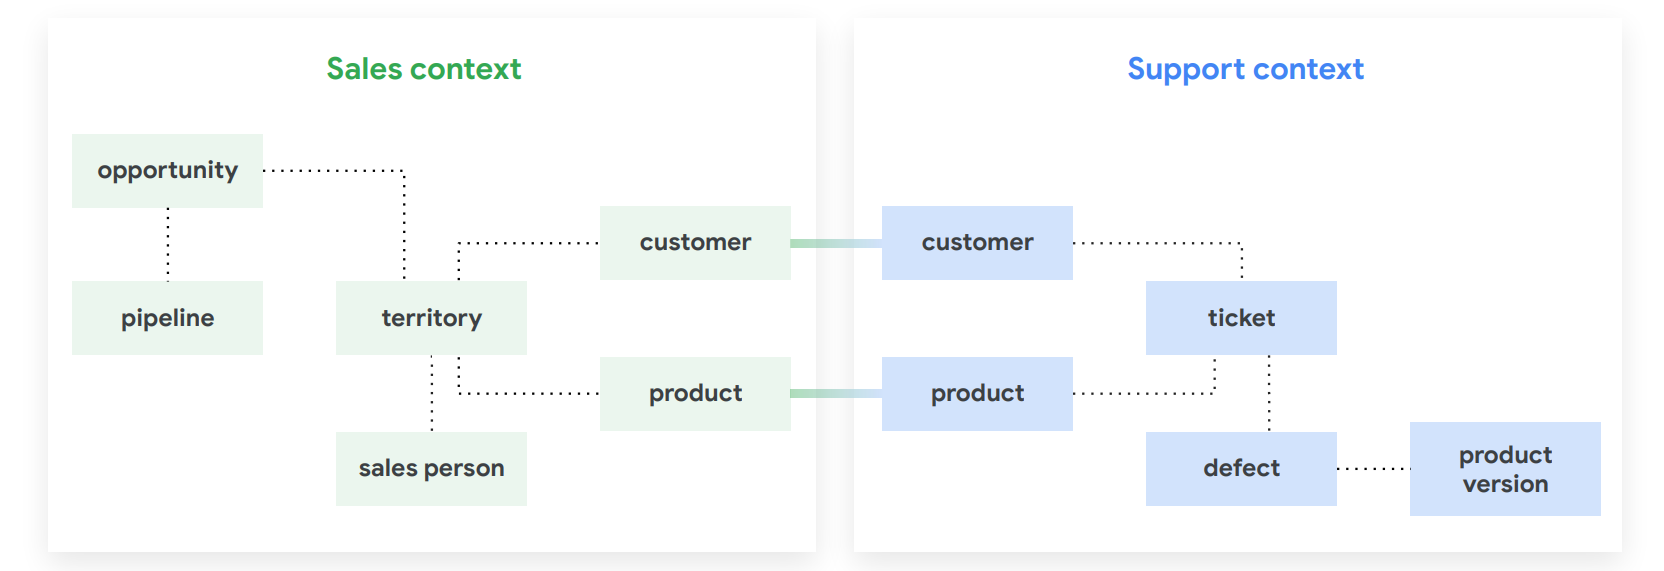 Sales context
opportunity
customer
pipeline
territory
product
sales person
Support context
customer
ticket
product
defect
product
version